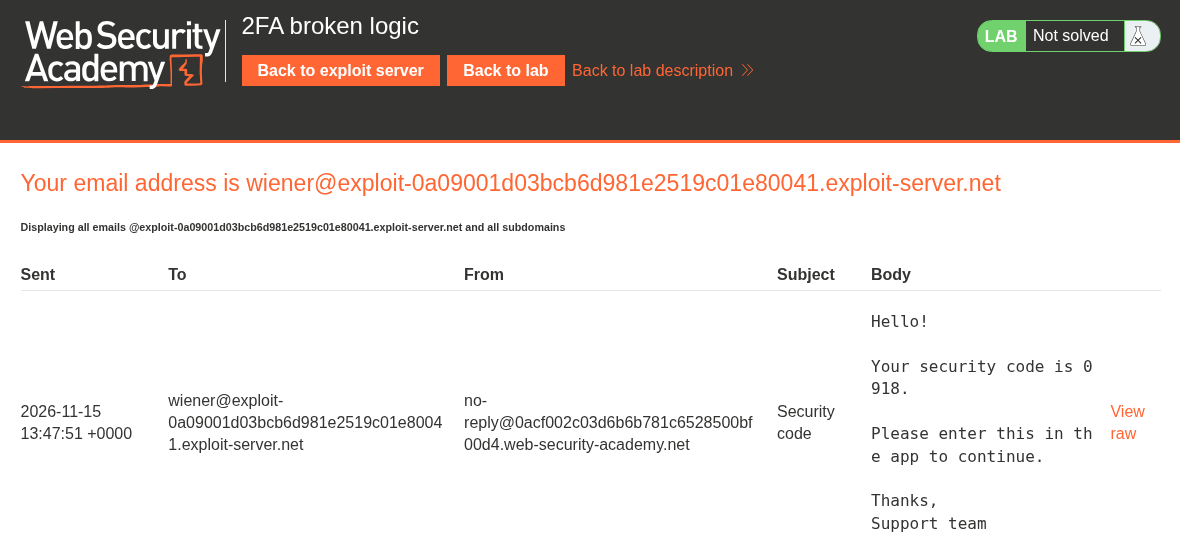 Web Security
Academy
2FA broken logic
Back to exploit server
Back to lab
Back to lab description
LAB
Not solved
Your email address is wiener@exploit-0a09001d03bcb6d981e2519c01e80041.exploit-server.net
Displaying all emails @exploit-0a09001d03bcb6d981e2519c01e80041.exploit-server.net and all subdomains
Sent To From Subject Body
2026-11-15
13:47:51 +0000
wiener@exploit-
0a09001d03bcb6d981e2519c01e8004
1.exploit-server.net
no-
reply@0acf002c03d6b6b781c6528500bf
00d4.web-security-academy.net
Security
code
Hello!
Your security code is 0
918.
Please enter this in th
e app to continue.
Thanks,
Support team
View
raw